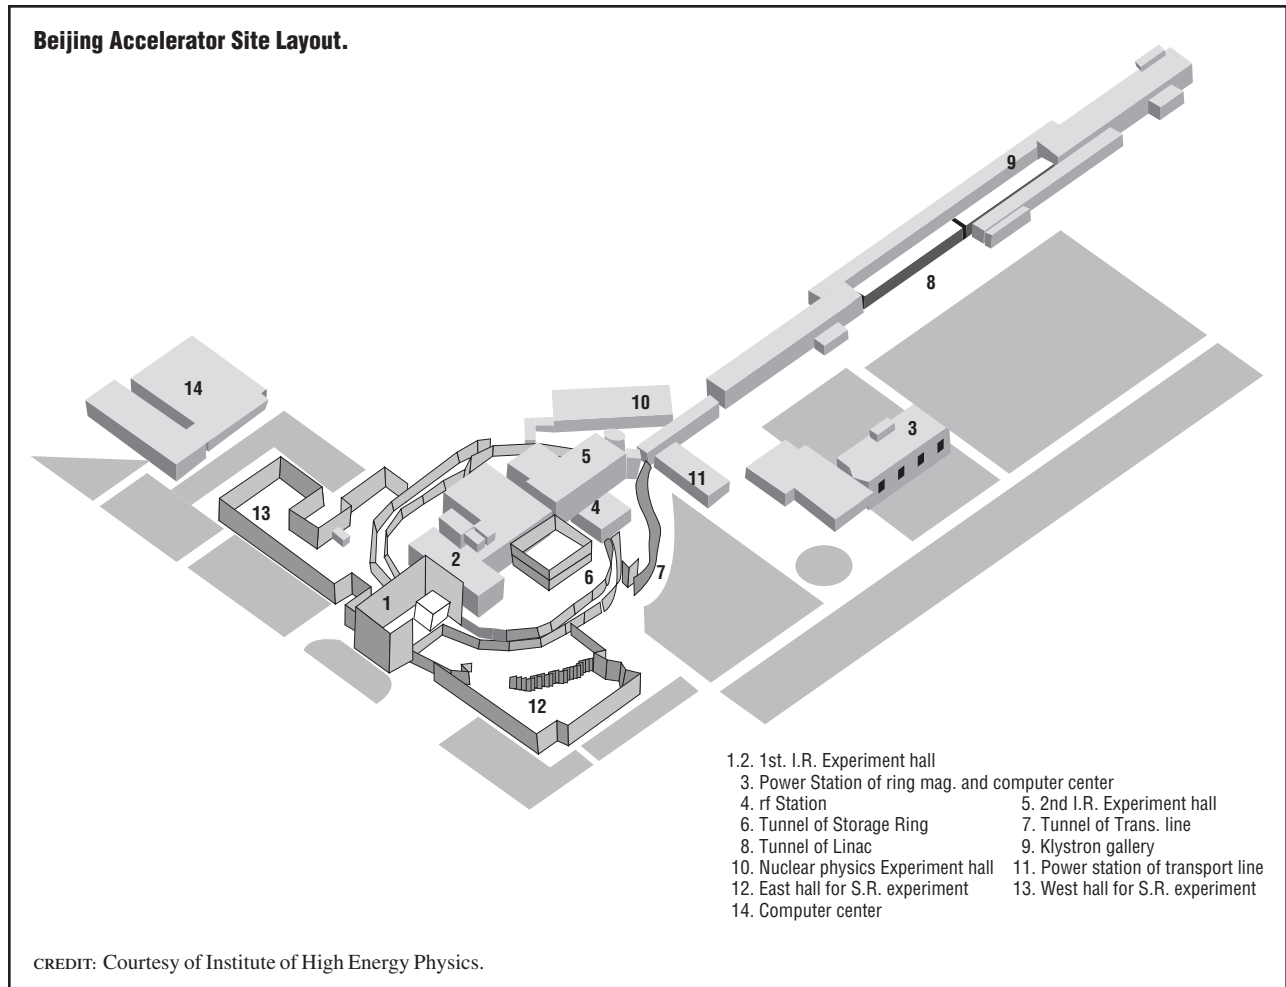 Beijing Accelerator Site Layout.
9
8
14
10
3
5
11
4
13
2
6
7
1
12
1.2. 1st. I.R. Experiment hall
3. Power Station of ring mag. and computer center
4. rf Station 5. 2nd I.R. Experiment hall
6. Tunnel of Storage Ring 7. Tunnel of Trans. line
8. Tunnel of Linac 9. Klystron gallery
10. Nuclear physics Experiment hall 11. Power station of transport line
12. East hall for S.R. experiment 13. West hall for S.R. experiment
14. Computer center
CREDIT: Courtesy of Institute of High Energy Physics.